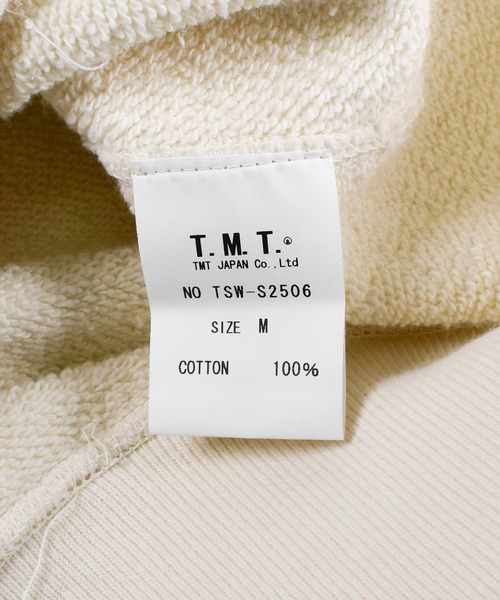 T.M.T.
TMT JAPAN Co.,Ltd
NO TSW-S2506
SIZE M
COTTON 100%